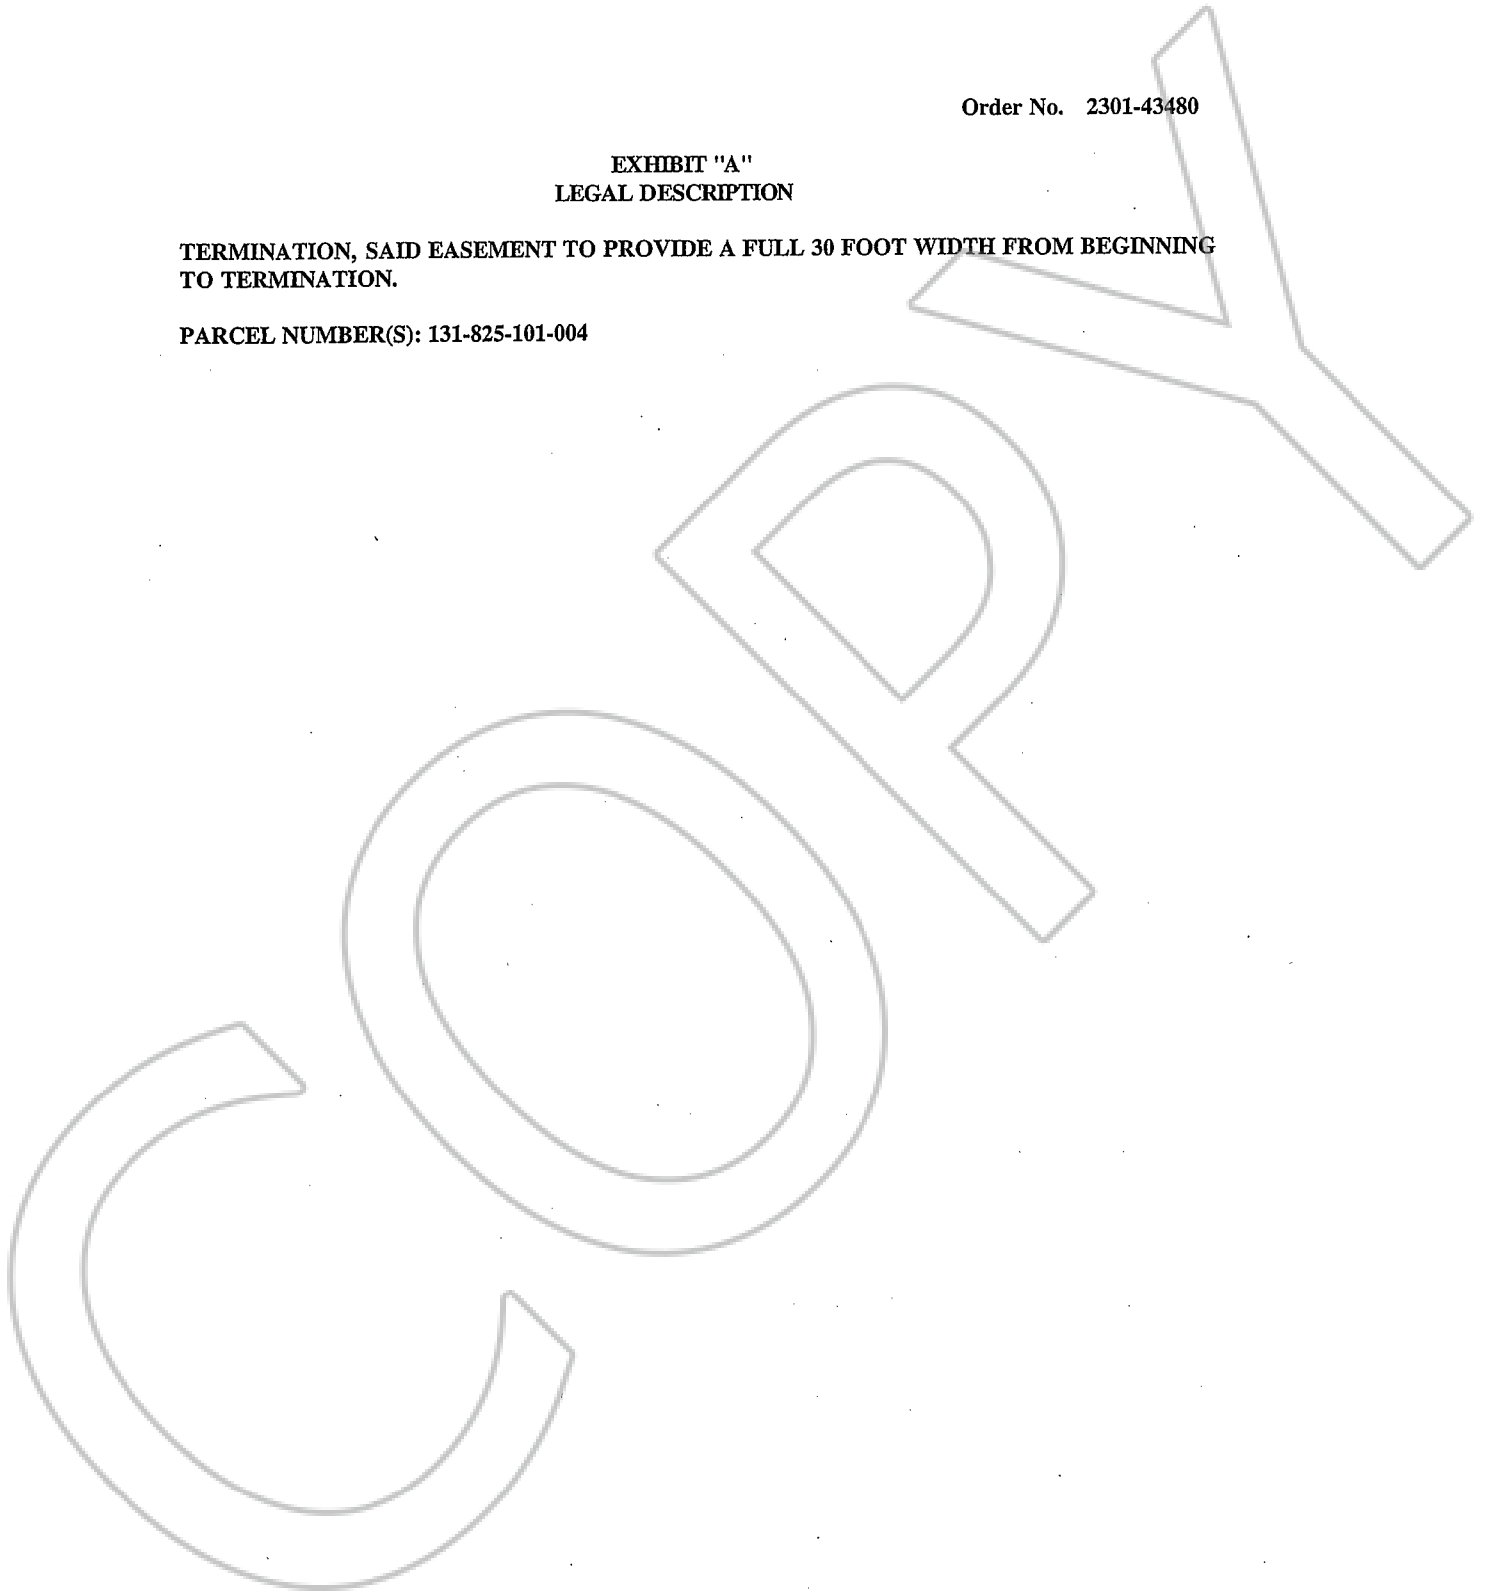 Order No. 2301-43480
EXHIBIT "A"
LEGAL DESCRIPTION
TERMINATION, SAID EASEMENT TO PROVIDE A FULL 30 FOOT WIDTH FROM BEGINNING
TO TERMINATION.
PARCEL NUMBER(S): 131-825-101-004
COPY